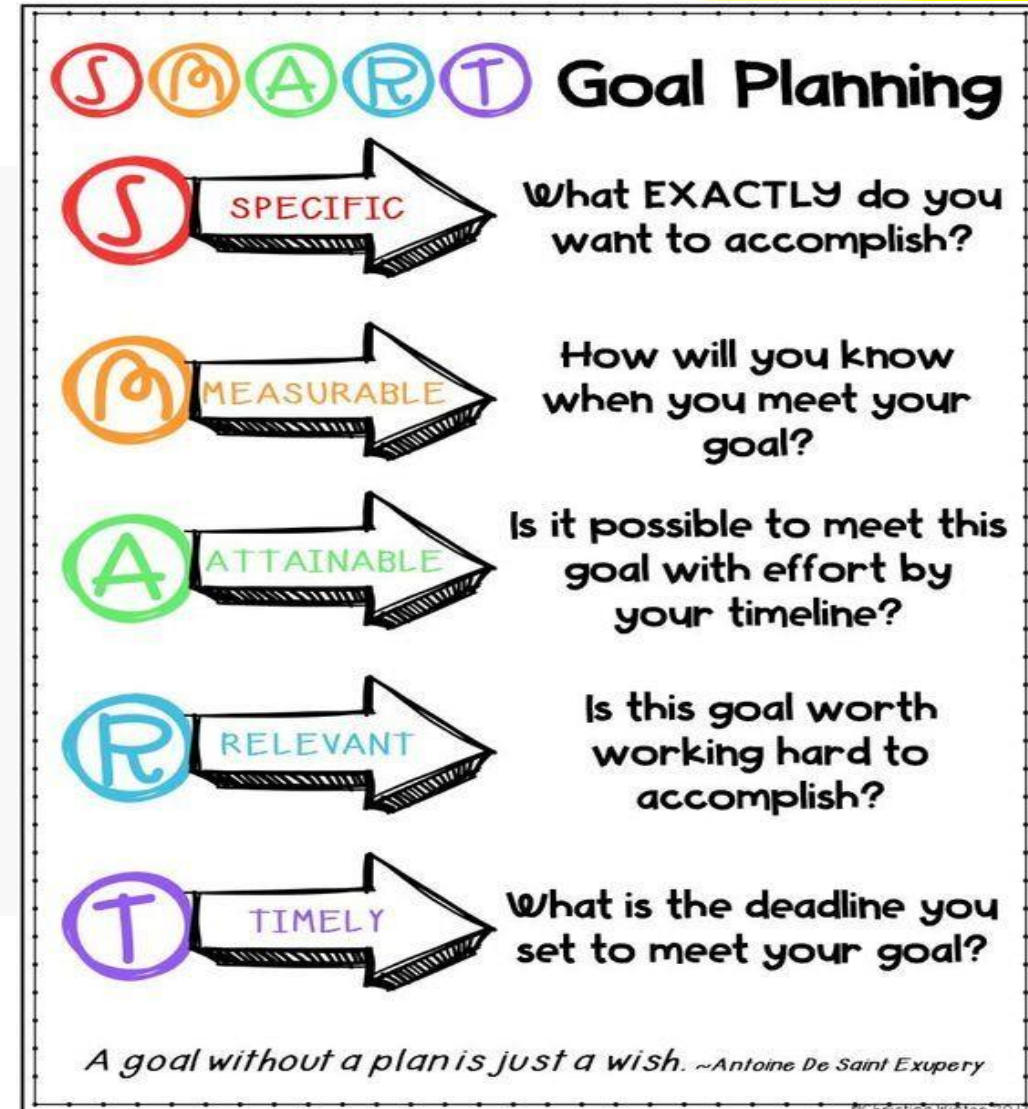 SMART Goal Planning
S SPECIFIC
What EXACTLY do you
want to accomplish?
M MEASURABLE
How will you know
when you meet your
goal?
A ATTAINABLE
Is it possible to meet this
goal with effort by
your timeline?
R RELEVANT
Is this goal worth
working hard to
accomplish?
T TIMELY
What is the deadline you
set to meet your goal?
A goal without a plan is just a wish. ~Antoine De Saint Exupery